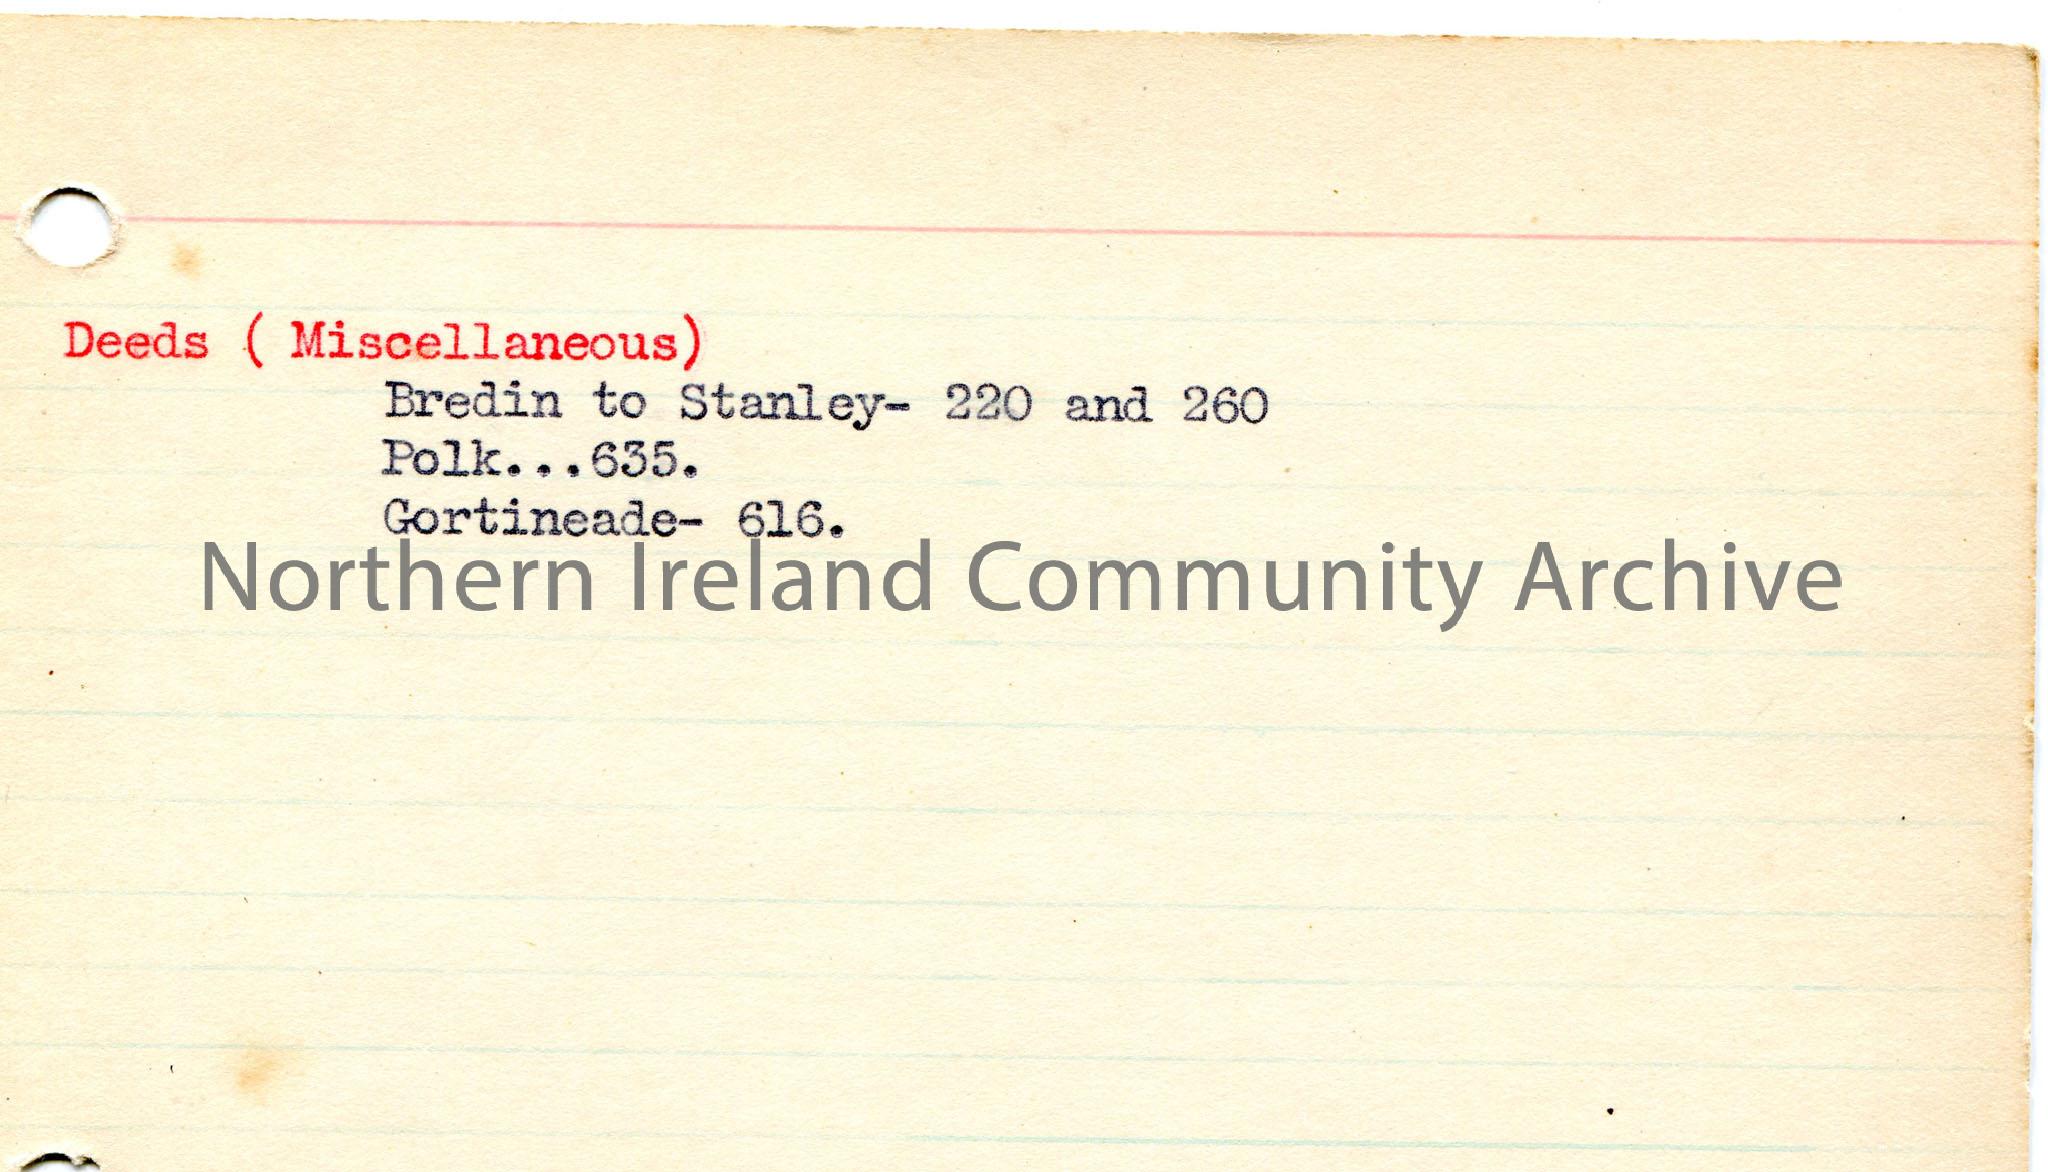 Deeds ( Miscellaneous)
Bredin to Stanley- 220 and 260
Polk...635.
Gortineade- 616.
Northern Ireland Community Archive